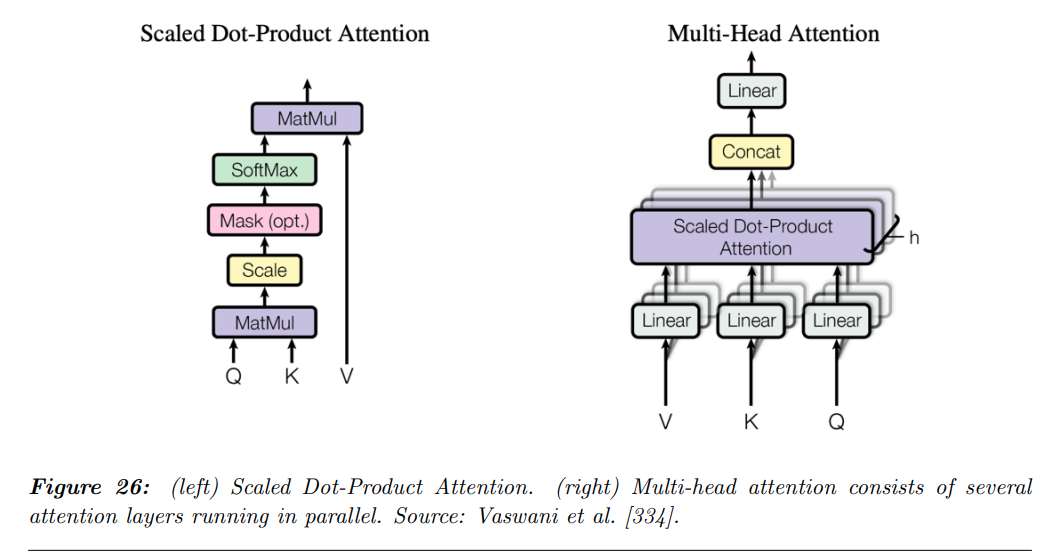 Scaled Dot-Product Attention
MatMul
SoftMax
Mask (opt.)
Scale
MatMul
Q K V
Multi-Head Attention
Linear
Concat
Scaled Dot-Product
Attention
h
Linear Linear Linear
V K Q
Figure 26: (left) Scaled Dot-Product Attention. (right) Multi-head attention consists of several
attention layers running in parallel. Source: Vaswani et al. [334].